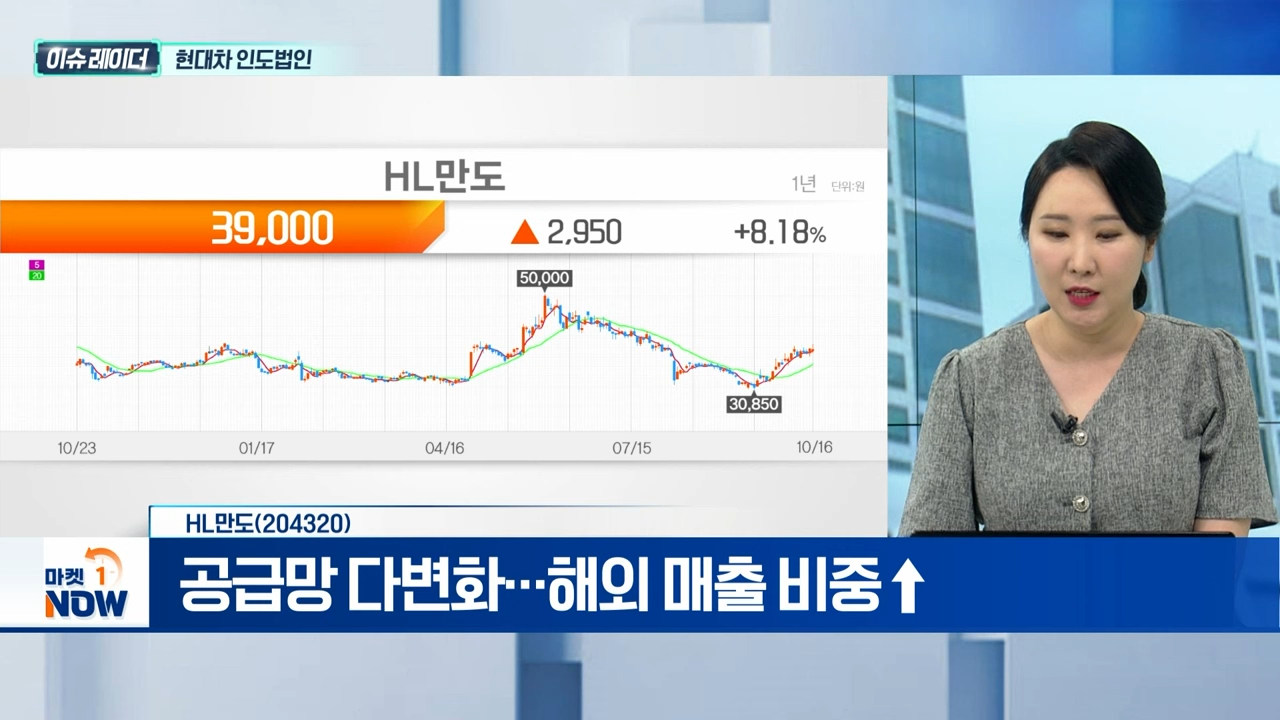 이슈 레이더 현대차 인도법인
HL만도
1년 단위:원
39,000 ▲ 2,950 +8.18%
5
20
50,000
30,850
10/23 01/17 04/16 07/15 10/16
HL만도(204320)
마켓 1
NOW
공급망 다변화…해외 매출 비중↑